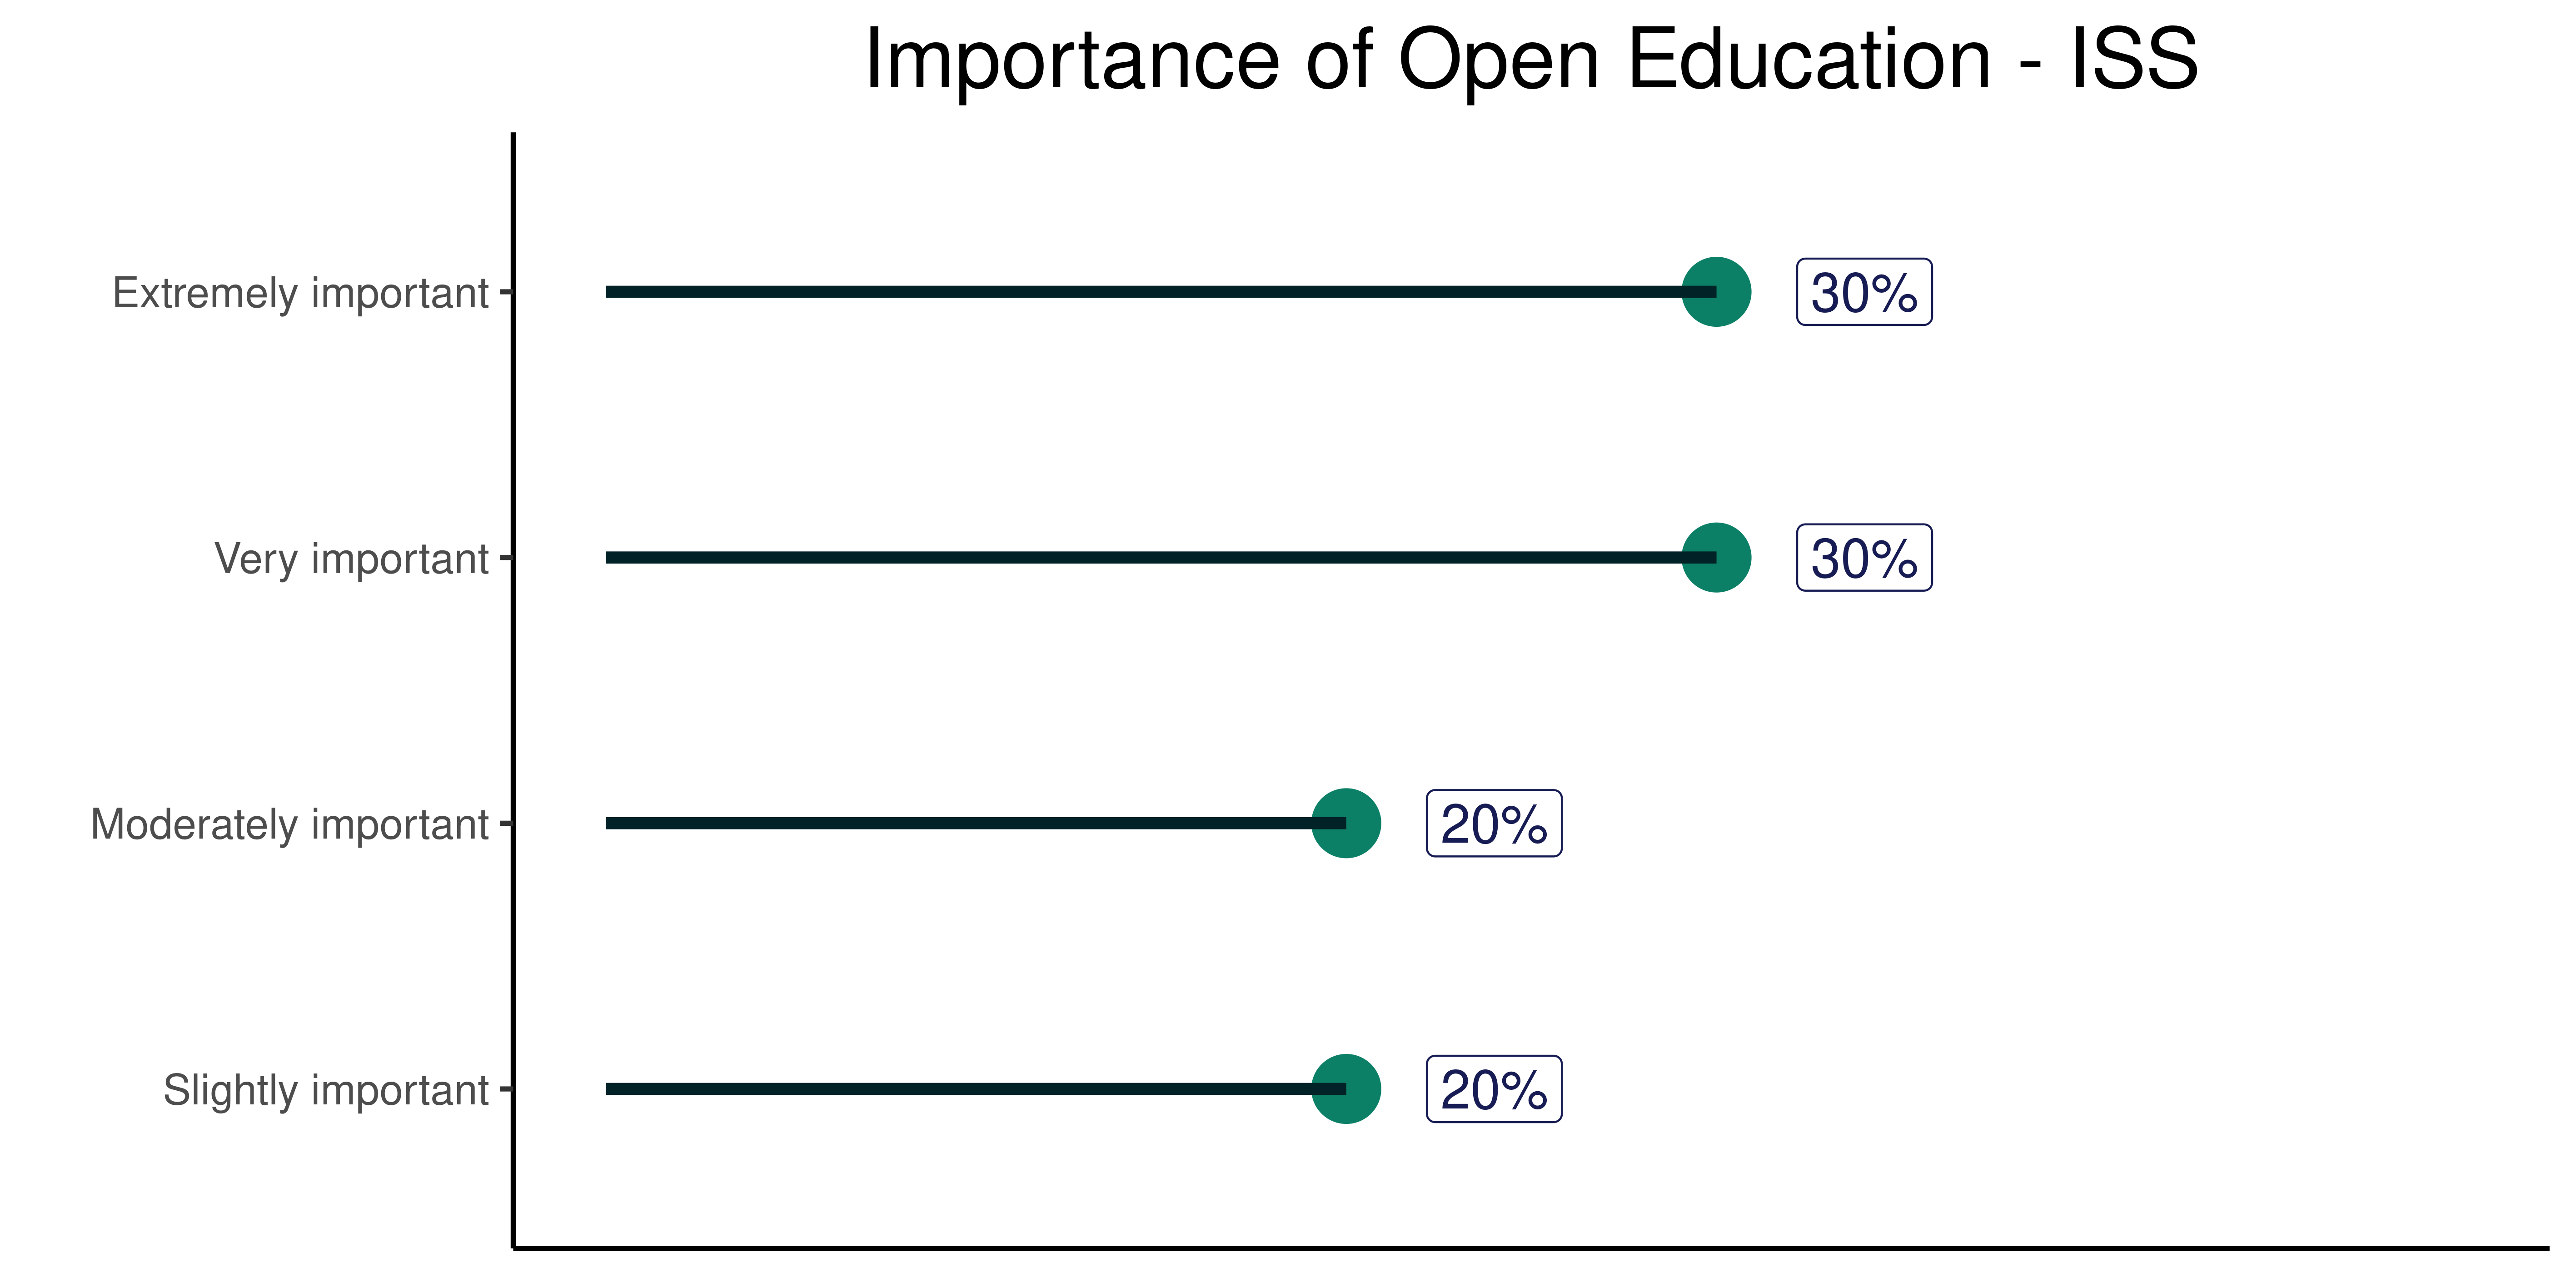 Importance of Open Education - ISS
Extremely important 30%
Very important 30%
Moderately important 20%
Slightly important 20%